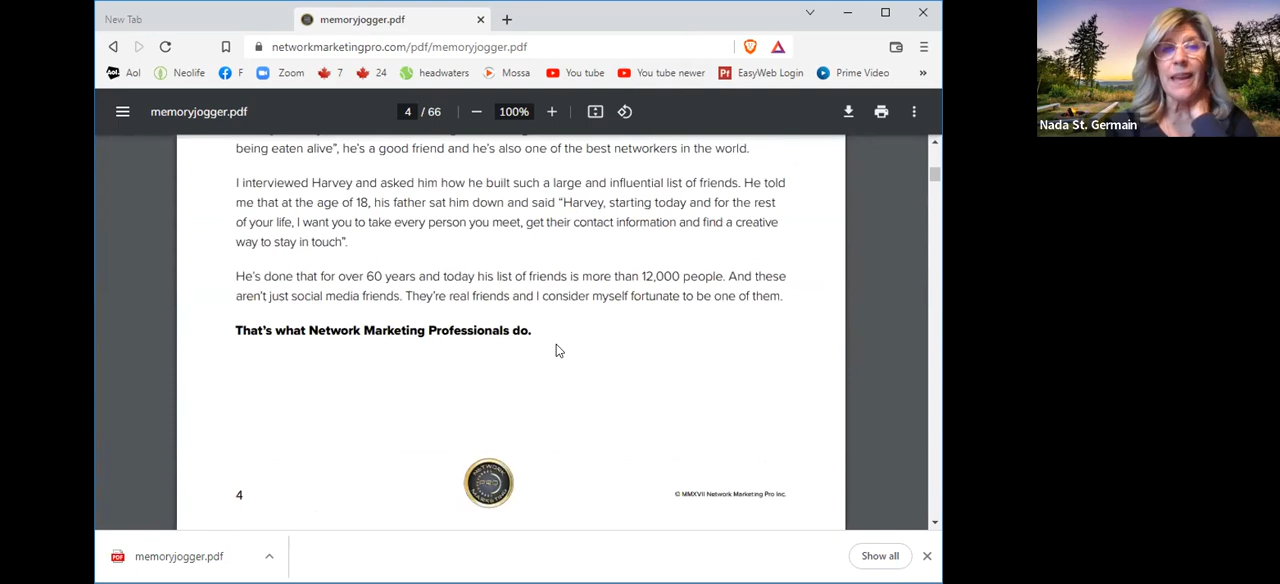 New Tab
memoryjogger.pdf
networkmarketingpro.com/pdf/memoryjogger.pdf
Aol. Aol Neolife F Zoom 7 24 headwaters Mossa You tube You tube newer Pr EasyWeb Login Prime Video »
memoryjogger.pdf 4 / 66 100%
being eaten alive”, he’s a good friend and he’s also one of the best networkers in the world.
I interviewed Harvey and asked him how he built such a large and influential list of friends. He told
me that at the age of 18, his father sat him down and said “Harvey, starting today and for the rest
of your life, I want you to take every person you meet, get their contact information and find a creative
way to stay in touch”.
He’s done that for over 60 years and today his list of friends is more than 12,000 people. And these
aren’t just social media friends. They’re real friends and I consider myself fortunate to be one of them.
That’s what Network Marketing Professionals do.
4
NETWORK PRO MARKETING
© MMXVII Network Marketing Pro Inc.
PDF memoryjogger.pdf
Show all
Nada St. Germain